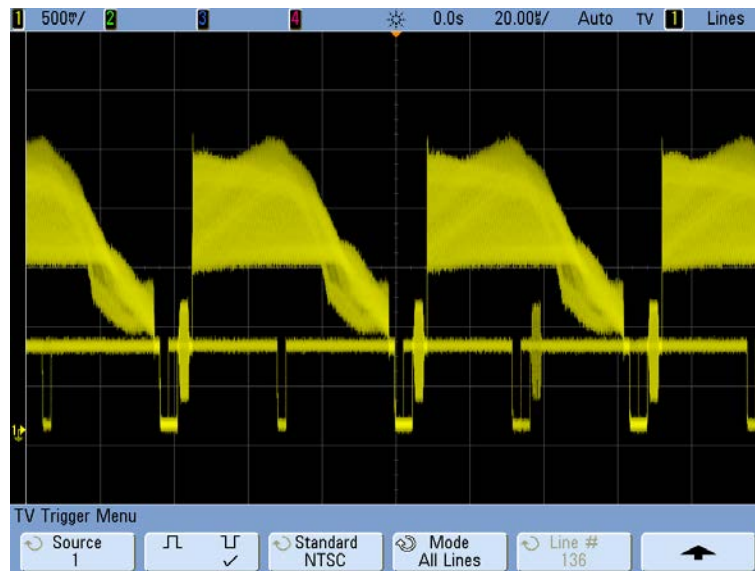 1 500mV/ 2 3 4 0.0s 20.00µs/ Auto TV 1 Lines
TV Trigger Menu
Source Standard Mode Line #
1 NTSC All Lines 136